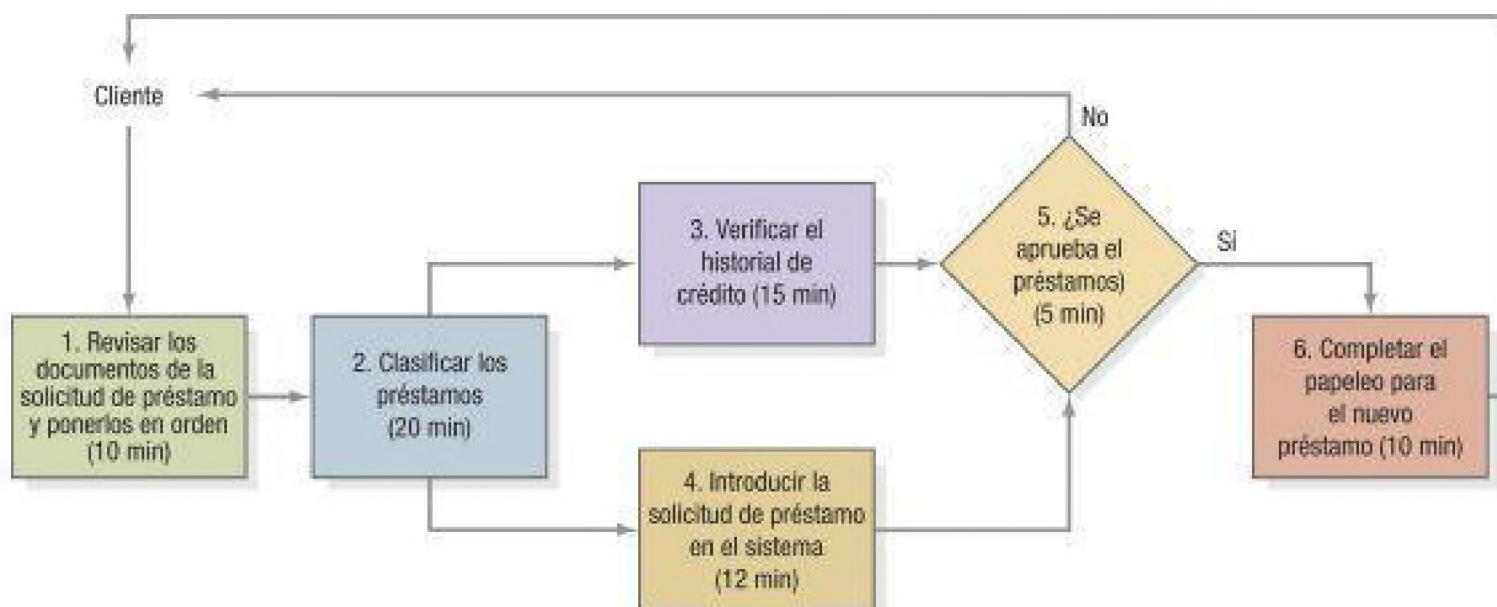 Cliente
No
3. Verificar el
historial de
crédito (15 min)
5. ¿Se
aprueba el
préstamos)
(5 min)
Si
1. Revisar los
documentos de la
solicitud de préstamo
y ponerlos en orden
(10 min)
2. Clasificar los
préstamos
(20 min)
6. Completar el
papeleo para
el nuevo
préstamo (10 min)
4. Introducir la
solicitud de préstamo
en el sistema
(12 min)